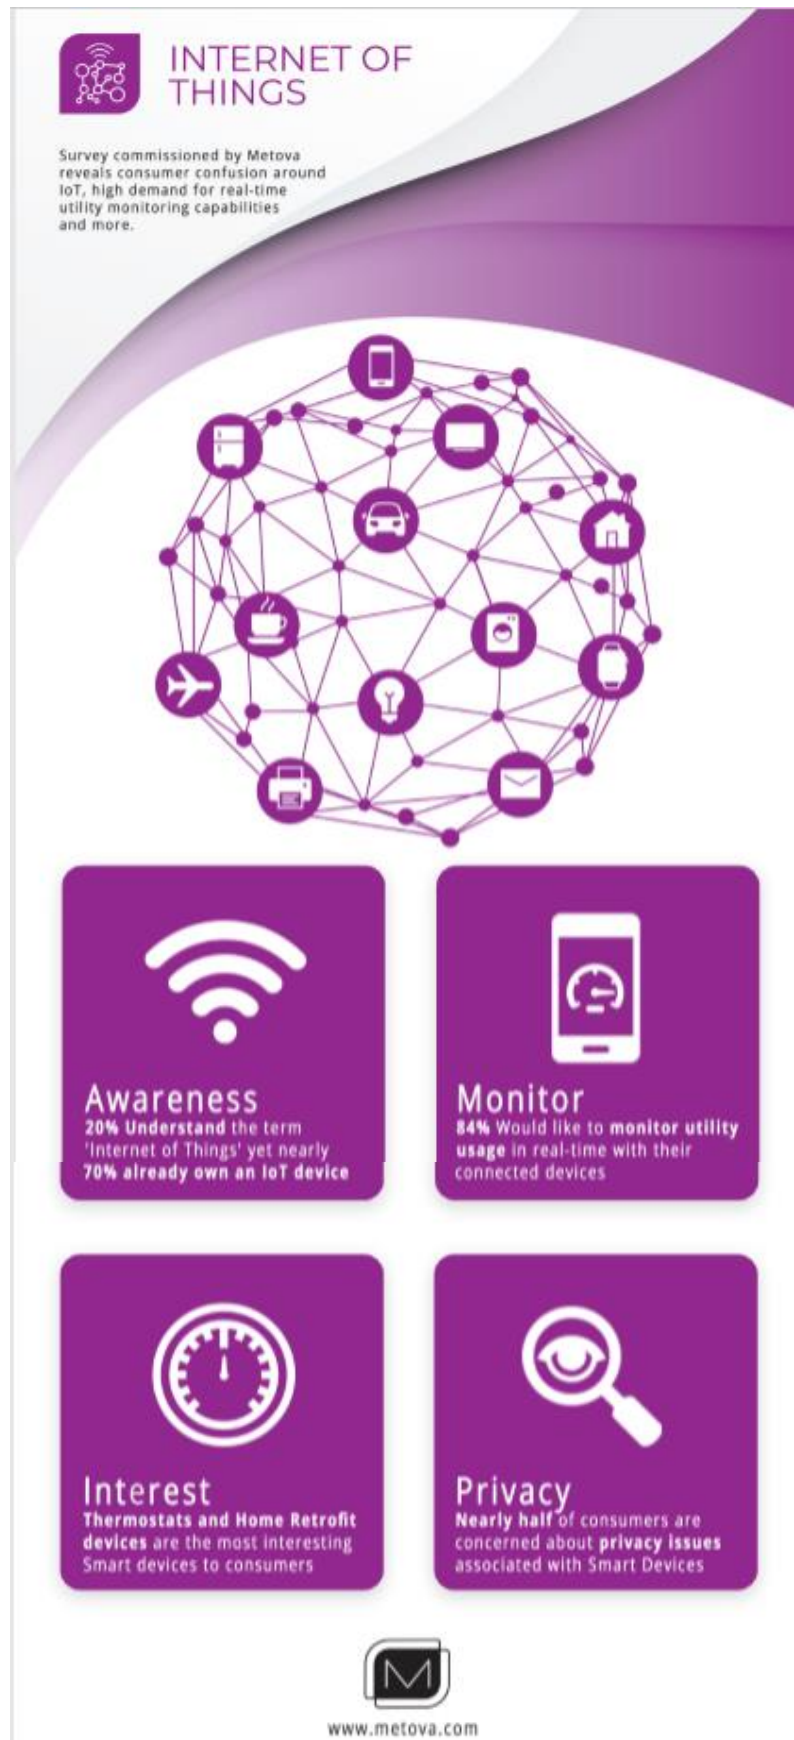 INTERNET OF
THINGS
Survey commissioned by Metova
reveals consumer confusion around
IoT, high demand for real-time
utility monitoring capabilities
and more.
Awareness
20% Understand the term
'Internet of Things' yet nearly
70% already own an IoT device
Monitor
84% Would like to monitor utility
usage in real-time with their
connected devices
Interest
Thermostats and Home Retrofit
devices are the most interesting
Smart devices to consumers
Privacy
Nearly half of consumers are
concerned about privacy issues
associated with Smart Devices
M
www.metova.com